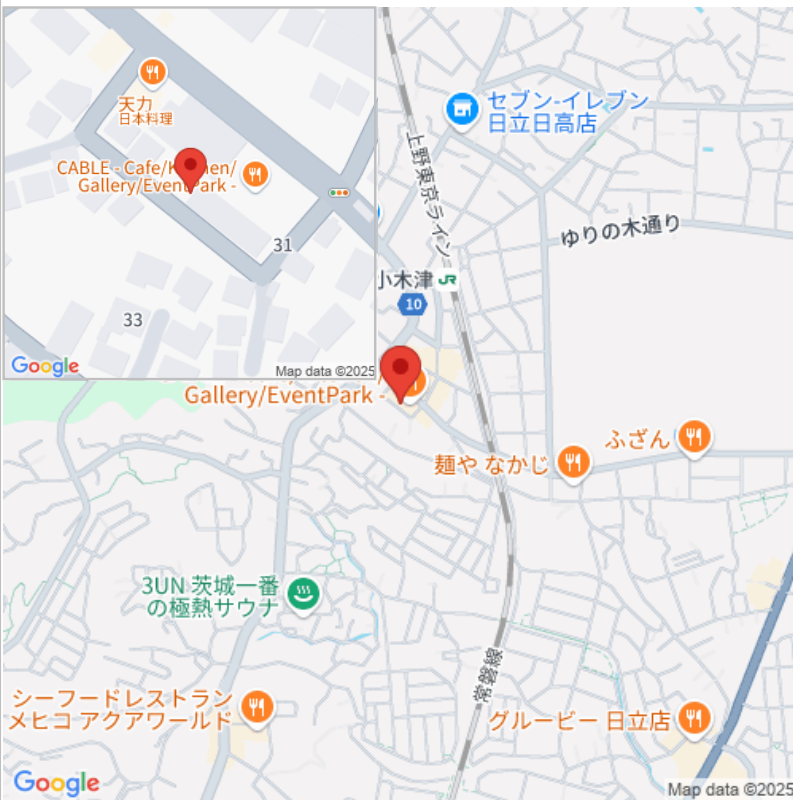 天力
日本料理
CABLE - Cafe/Kitchen/
Gallery/EventPark -
31
33
Google
Map data ©2025
セブン-イレブン
日立日高店
上野東京ライン
ゆりの木通り
小木津
JR
10
Gallery/EventPark -
ふざん
麺や なかじ
3UN 茨城一番
の極熱サウナ
常磐線
シーフードレストラン
メヒコ アクアワールド
グルービー 日立店
Google
Map data ©2025